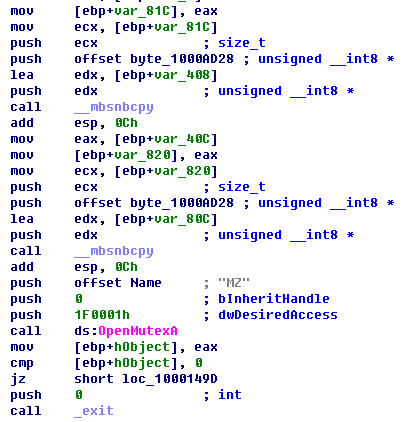 mov [ebp+var_81C], eax
mov ecx, [ebp+var_81C]
push ecx ; size_t
push offset byte_1000AD28 ; unsigned __int8 *
lea edx, [ebp+var_408]
push edx ; unsigned __int8 *
call __mbsnbcpy
add esp, 0Ch
mov eax, [ebp+var_40C]
mov [ebp+var_820], eax
mov ecx, [ebp+var_820]
push ecx ; size_t
push offset byte_1000AD28 ; unsigned __int8 *
lea edx, [ebp+var_80C]
push edx ; unsigned __int8 *
call __mbsnbcpy
add esp, 0Ch
push offset Name ; "MZ"
push 0 ; bInheritHandle
push 1F0001h ; dwDesiredAccess
call ds:OpenMutexA
mov [ebp+hObject], eax
cmp [ebp+hObject], 0
jz short loc_1000149D
push 0 ; int
call _exit